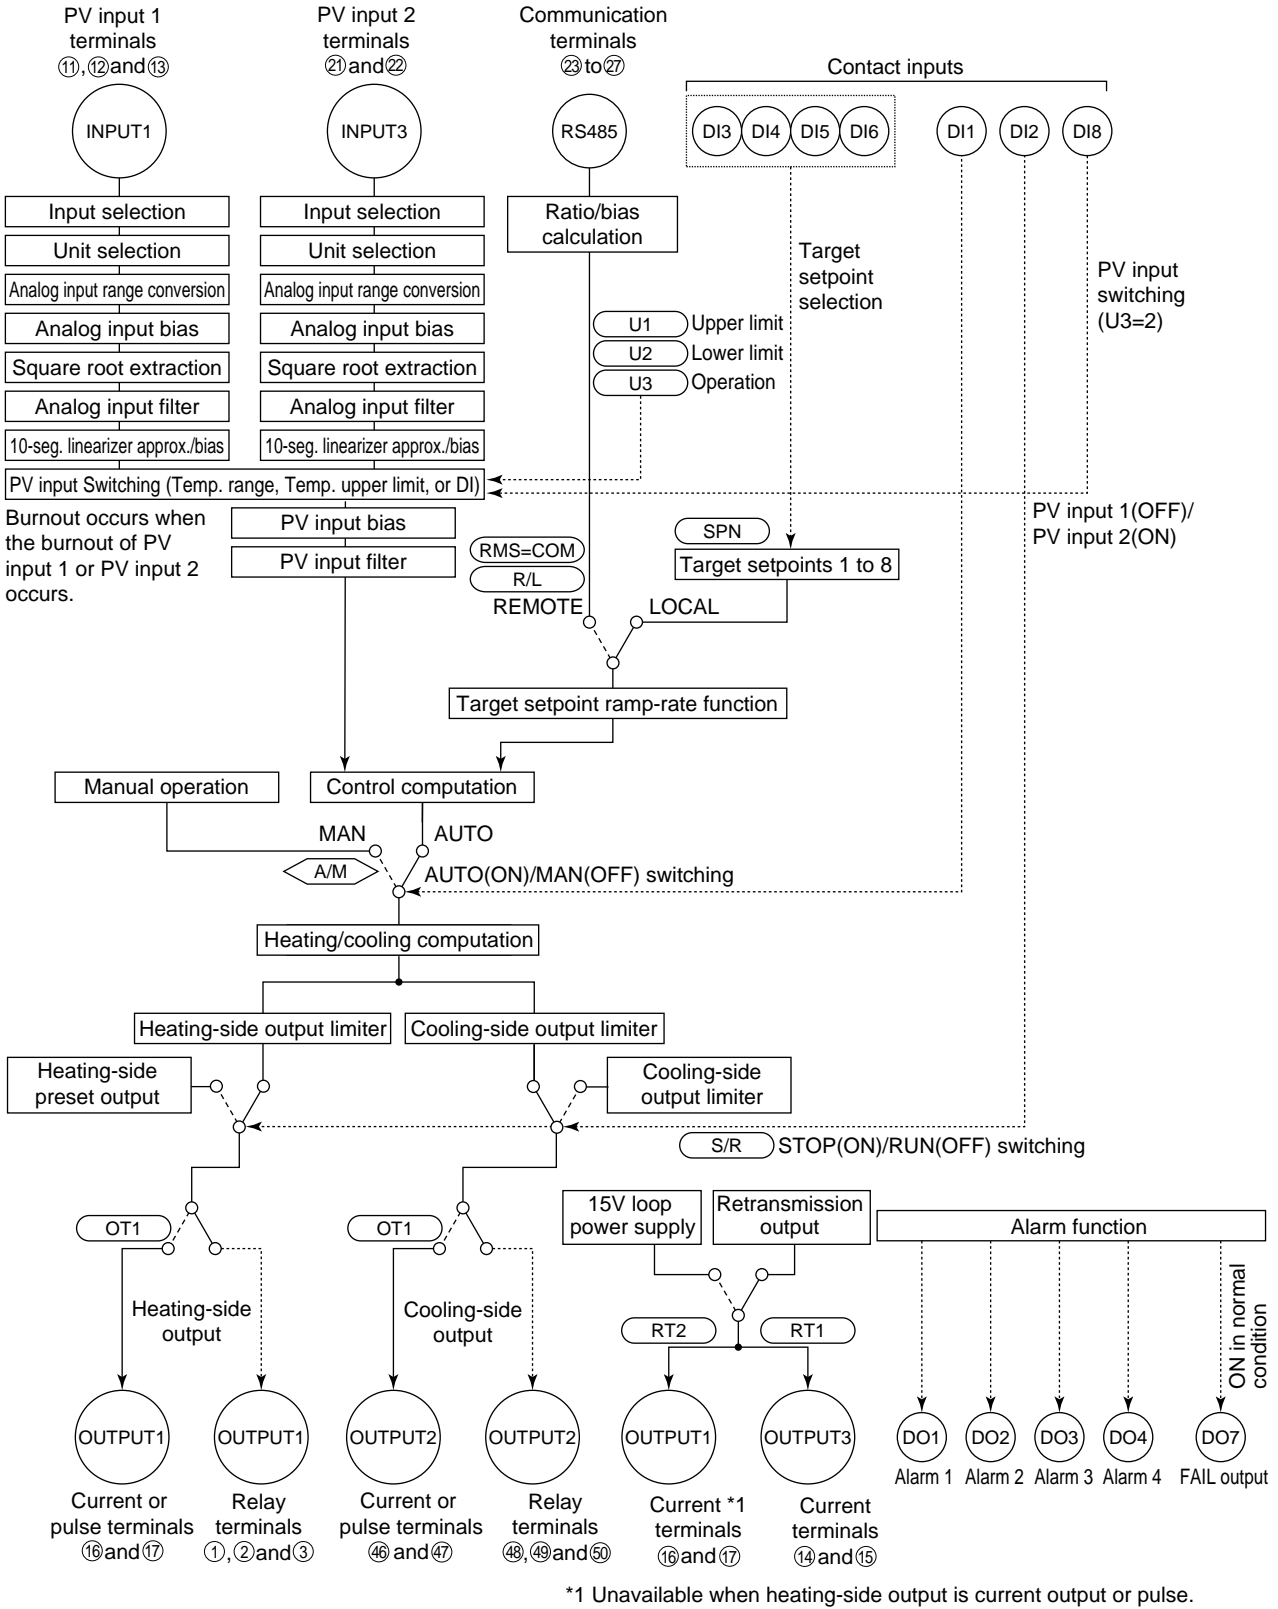 PV input 1
terminals
⑪,⑫and⑬
PV input 2
terminals
㉑and㉒
Communication
terminals
㉓to㉗
Contact inputs
INPUT1
INPUT3
RS485
DI3
DI4
DI5
DI6
DI1
DI2
DI8
Input selection
Input selection
Ratio/bias
calculation
Unit selection
Unit selection
Target
setpoint
selection
PV input
switching
(U3=2)
Analog input range conversion
Analog input range conversion
Analog input bias
Analog input bias
U1
Upper limit
U2
Lower limit
U3
Operation
Square root extraction
Square root extraction
Analog input filter
Analog input filter
10-seg. linearizer approx./bias
10-seg. linearizer approx./bias
PV input Switching (Temp. range, Temp. upper limit, or DI)
Burnout occurs when
the burnout of PV
input 1 or PV input 2
occurs.
PV input bias
PV input filter
PV input 1(OFF)/
PV input 2(ON)
SPN
RMS=COM
R/L
Target setpoints 1 to 8
REMOTE
LOCAL
Target setpoint ramp-rate function
Manual operation
Control computation
MAN
AUTO
A/M
AUTO(ON)/MAN(OFF) switching
Heating/cooling computation
Heating-side output limiter
Cooling-side output limiter
Heating-side
preset output
Cooling-side
output limiter
S/R
STOP(ON)/RUN(OFF) switching
OT1
OT1
15V loop
power supply
Retransmission
output
Alarm function
Heating-side
output
Cooling-side
output
RT2
RT1
ON in normal
condition
OUTPUT1
OUTPUT1
OUTPUT2
OUTPUT2
OUTPUT1
OUTPUT3
DO1
DO2
DO3
DO4
DO7
Alarm 1
Alarm 2
Alarm 3
Alarm 4
FAIL output
Current or
pulse terminals
⑯and⑰
Relay
terminals
①,②and③
Current or
pulse terminals
㊻ and㊼
Relay
terminals
㊽,㊾and㊿
Current *1
terminals
⑯and⑰
Current
terminals
⑭and⑮
*1 Unavailable when heating-side output is current output or pulse.